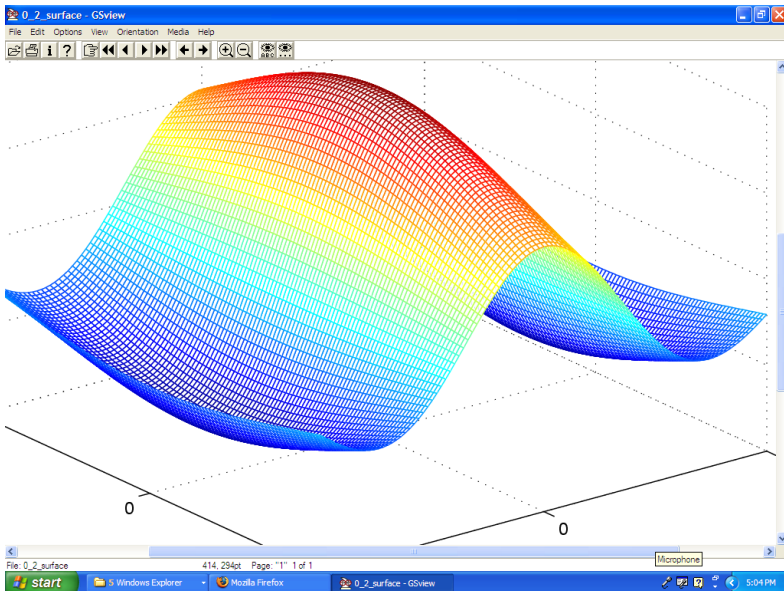 0_2_surface - GSview
File Edit Options View Orientation Media Help
0
0
Microphone
File: 0_2_surface 414, 294pt Page: "1" 1 of 1
start 5 Windows Explorer Mozilla Firefox 0_2_surface - GSview 5:04 PM